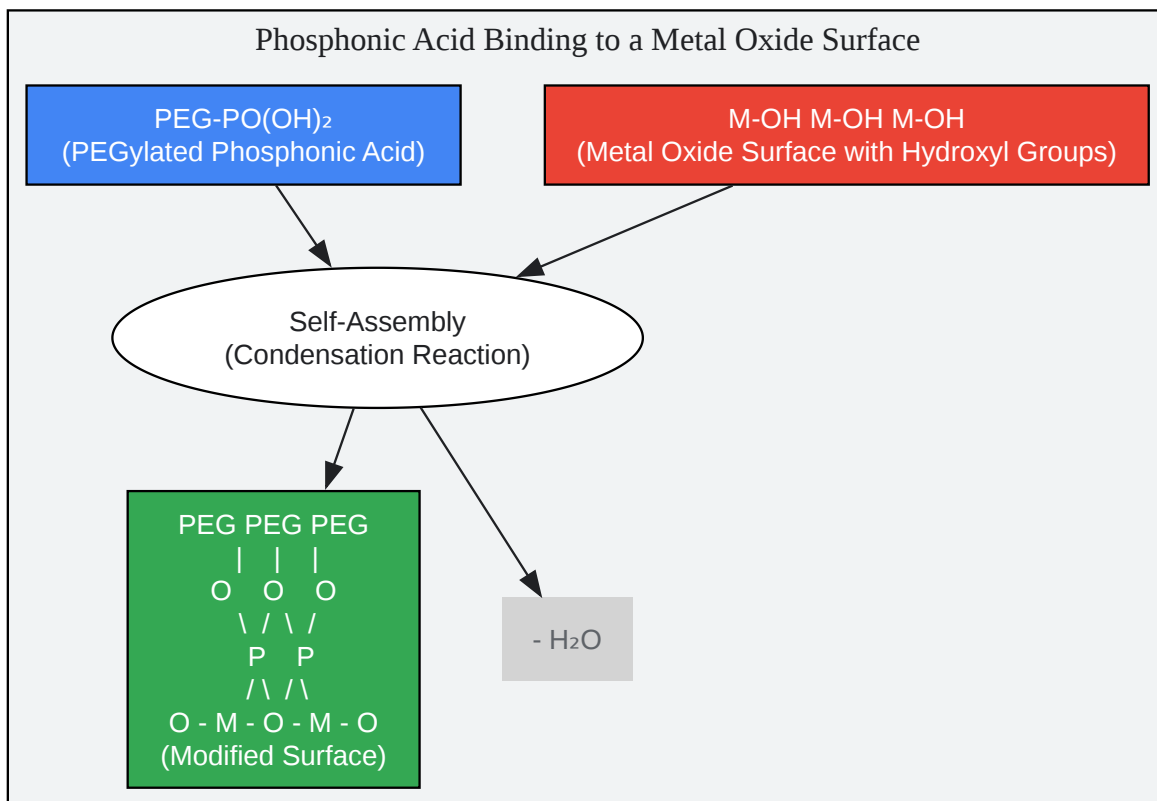 Phosphonic Acid Binding to a Metal Oxide Surface
PEG-PO(OH)₂
(PEGylated Phosphonic Acid)
M-OH M-OH M-OH
(Metal Oxide Surface with Hydroxyl Groups)
Self-Assembly
(Condensation Reaction)
PEG PEG PEG
| | |
O O O
\ / \ /
P P
/ \ / \
O - M - O - M - O
(Modified Surface)
- H₂O